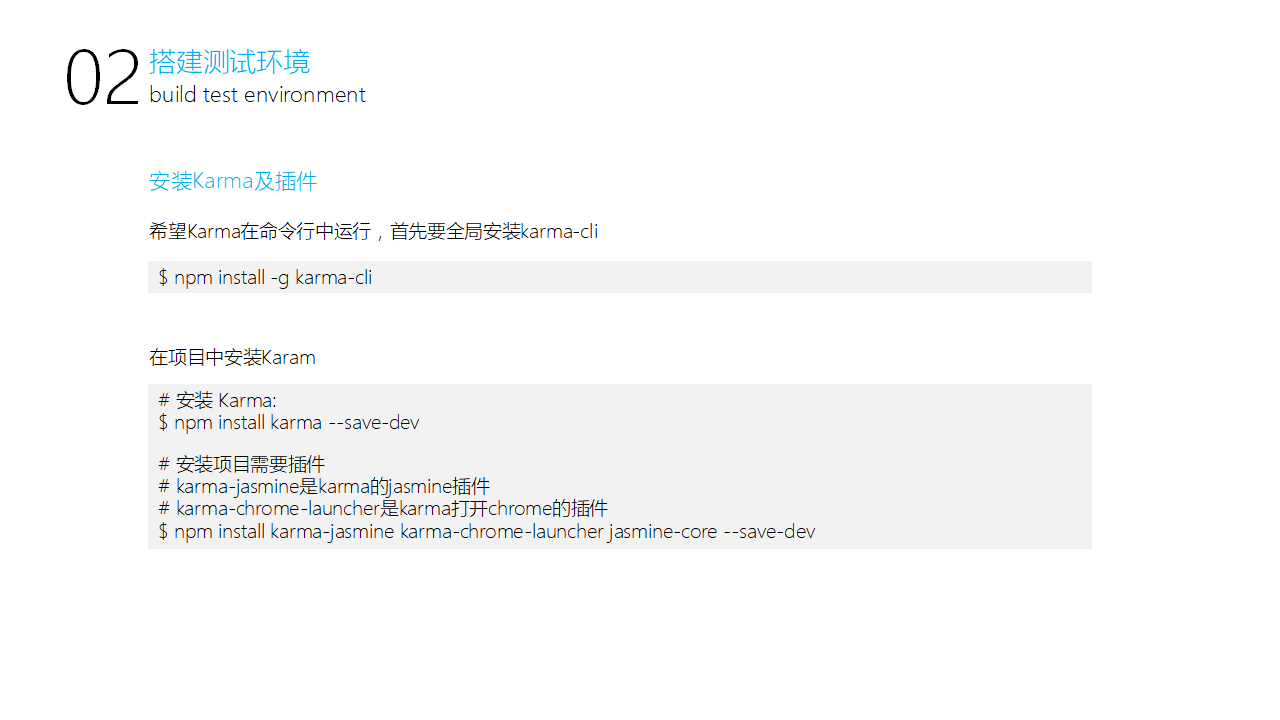 02
搭建测试环境
build test environment
安装Karma及插件
希望Karma在命令行中运行，首先要全局安装karma-cli
$ npm install -g karma-cli
在项目中安装Karam
# 安装 Karma:
$ npm install karma --save-dev
# 安装项目需要插件
# karma-jasmine是karma的jasmine插件
# karma-chrome-launcher是karma打开chrome的插件
$ npm install karma-jasmine karma-chrome-launcher jasmine-core --save-dev